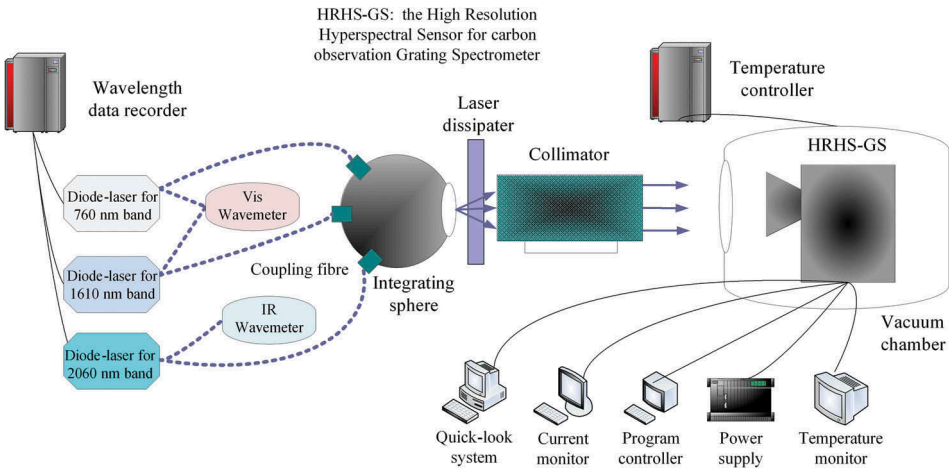 HRHS-GS: the High Resolution
Hyperspectral Sensor for carbon
observation Grating Spectrometer
Wavelength
data recorder
Temperature
controller
Laser
dissipater
Collimator
HRHS-GS
Diode-laser for
760 nm band
Vis
Wavemeter
Diode-laser for
1610 nm band
Coupling fibre
Integrating
sphere
IR
Wavemeter
Diode-laser for
2060 nm band
Vacuum
chamber
Quick-look
system
Current
monitor
Program
controller
Power
supply
Temperature
monitor